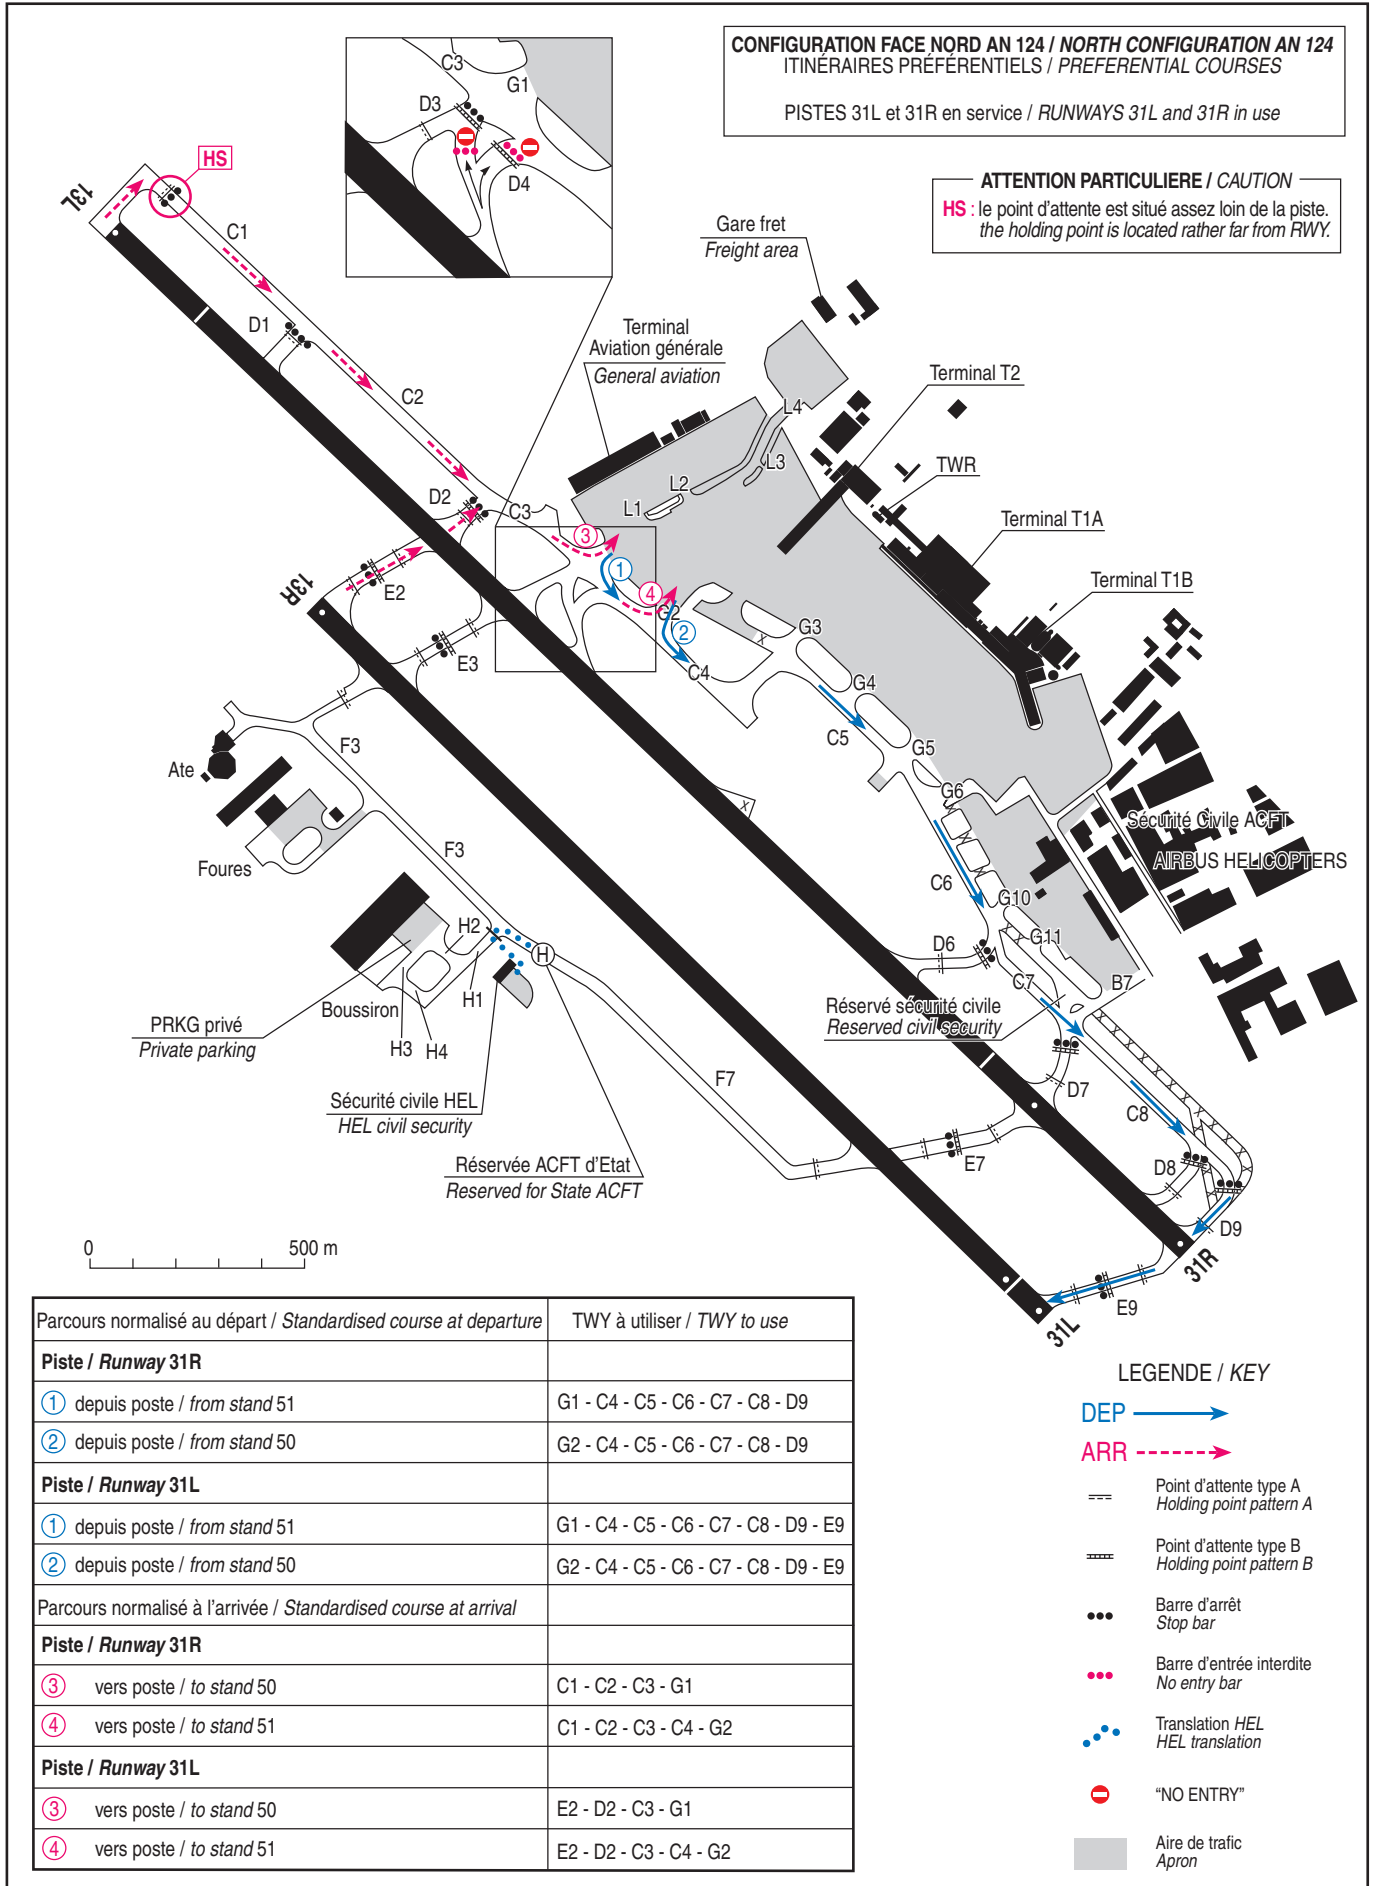 CONFIGURATION FACE NORD AN 124 / NORTH CONFIGURATION AN 124
ITINÉRAIRES PRÉFÉRENTIELS / PREFERENTIAL COURSES
PISTES 31L et 31R en service / RUNWAYS 31L and 31R in use
ATTENTION PARTICULIERE / CAUTION
HS : le point d'attente est situé assez loin de la piste.
the holding point is located rather far from RWY.
C3
G1
D3
D4
HS
13L
C1
D1
C2
D2
C3
13R
E2
E3
Gare fret
Freight area
Terminal
Aviation générale
General aviation
Terminal T2
L4
L3
L2
L1
TWR
Terminal T1A
Terminal T1B
3
1
4
G2
2
C4
G3
G4
C5
G5
G6
C6
G10
G11
Sécurité Civile ACFT
AIRBUS HELICOPTERS
X
X
F3
Ate
Foures
F3
H2
H
H1
Boussiron
H3
H4
PRKG privé
Private parking
Sécurité civile HEL
HEL civil security
Réservée ACFT d'Etat
Reserved for State ACFT
F7
D6
C7
B7
Réservé sécurité civile
Reserved civil security
D7
C8
E7
D8
D9
31R
E9
31L
0 500 m
Parcours normalisé au départ / Standardised course at departure TWY à utiliser / TWY to use
Piste / Runway 31R
1 depuis poste / from stand 51 G1 - C4 - C5 - C6 - C7 - C8 - D9
2 depuis poste / from stand 50 G2 - C4 - C5 - C6 - C7 - C8 - D9
Piste / Runway 31L
1 depuis poste / from stand 51 G1 - C4 - C5 - C6 - C7 - C8 - D9 - E9
2 depuis poste / from stand 50 G2 - C4 - C5 - C6 - C7 - C8 - D9 - E9
Parcours normalisé à l'arrivée / Standardised course at arrival
Piste / Runway 31R
3 vers poste / to stand 50 C1 - C2 - C3 - G1
4 vers poste / to stand 51 C1 - C2 - C3 - C4 - G2
Piste / Runway 31L
3 vers poste / to stand 50 E2 - D2 - C3 - G1
4 vers poste / to stand 51 E2 - D2 - C3 - C4 - G2
LEGENDE / KEY
DEP
ARR
Point d'attente type A
Holding point pattern A
Point d'attente type B
Holding point pattern B
Barre d'arrêt
Stop bar
Barre d'entrée interdite
No entry bar
Translation HEL
HEL translation
“NO ENTRY”
Aire de trafic
Apron